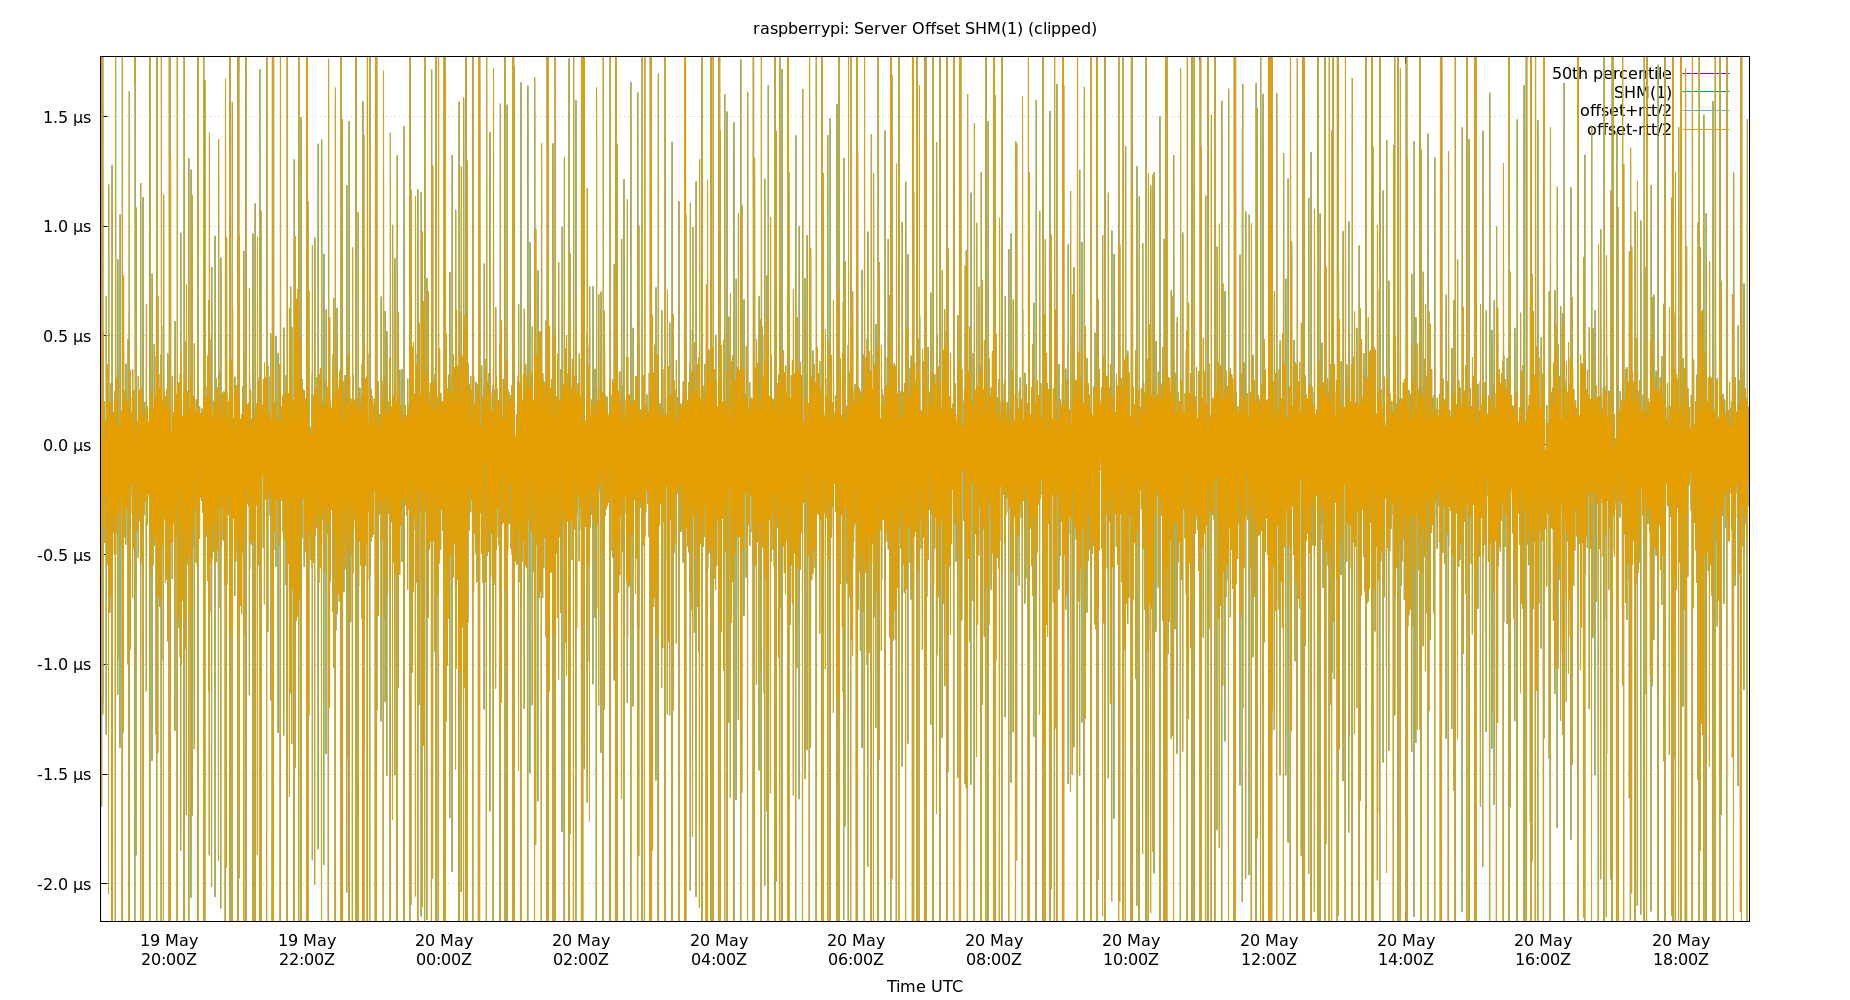 raspberrypi: Server Offset SHM(1) (clipped)
50th percentile
SHM(1)
offset+rtt/2
offset-rtt/2
1.5 µs
1.0 µs
0.5 µs
0.0 µs
-0.5 µs
-1.0 µs
-1.5 µs
-2.0 µs
19 May 19 May 20 May 20 May 20 May 20 May 20 May 20 May 20 May 20 May 20 May 20 May
20:00Z 22:00Z 00:00Z 02:00Z 04:00Z 06:00Z 08:00Z 10:00Z 12:00Z 14:00Z 16:00Z 18:00Z
Time UTC